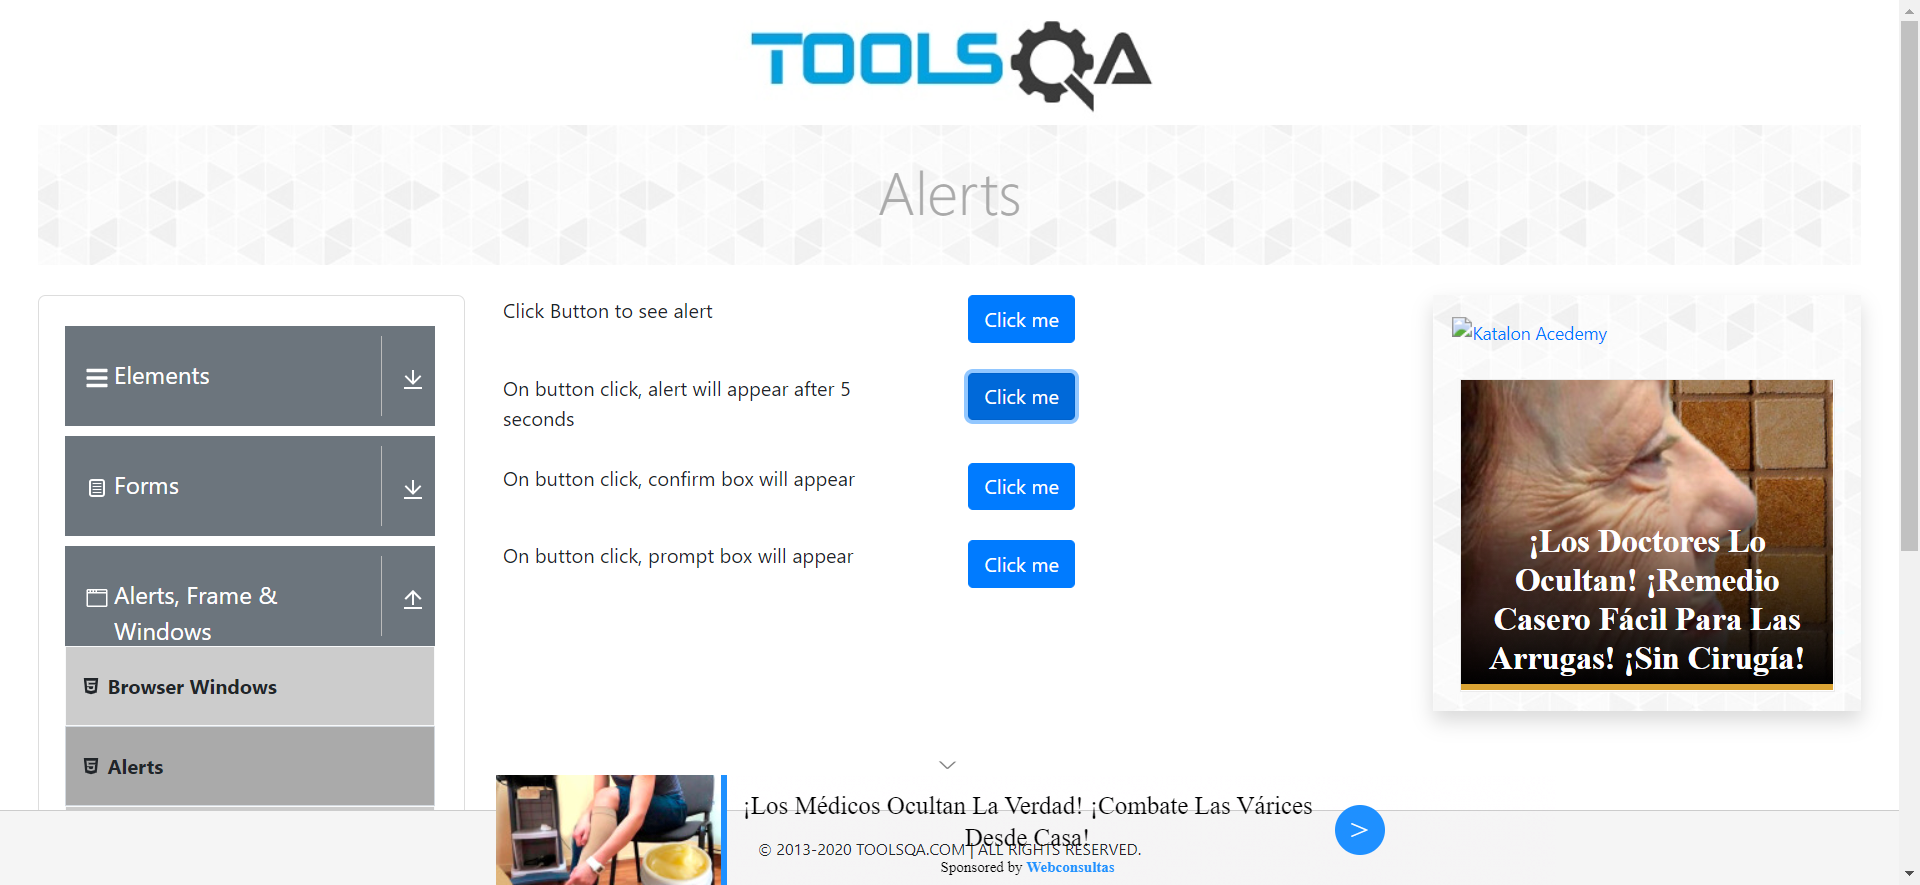 TOOLSQA
Alerts
Elements
Forms
Alerts, Frame &
Windows
Browser Windows
Alerts
Click Button to see alert
Click me
On button click, alert will appear after 5
seconds
Click me
On button click, confirm box will appear
Click me
On button click, prompt box will appear
Click me
Katalon Acedemy
¡Los Doctores Lo
Ocultan! ¡Remedio
Casero Fácil Para Las
Arrugas! ¡Sin Cirugía!
¡Los Médicos Ocultan La Verdad! ¡Combate Las Várices
Desde Casa!
>
© 2013-2020 TOOLSQA.COM | ALL RIGHTS RESERVED.
Sponsored by Webconsultas